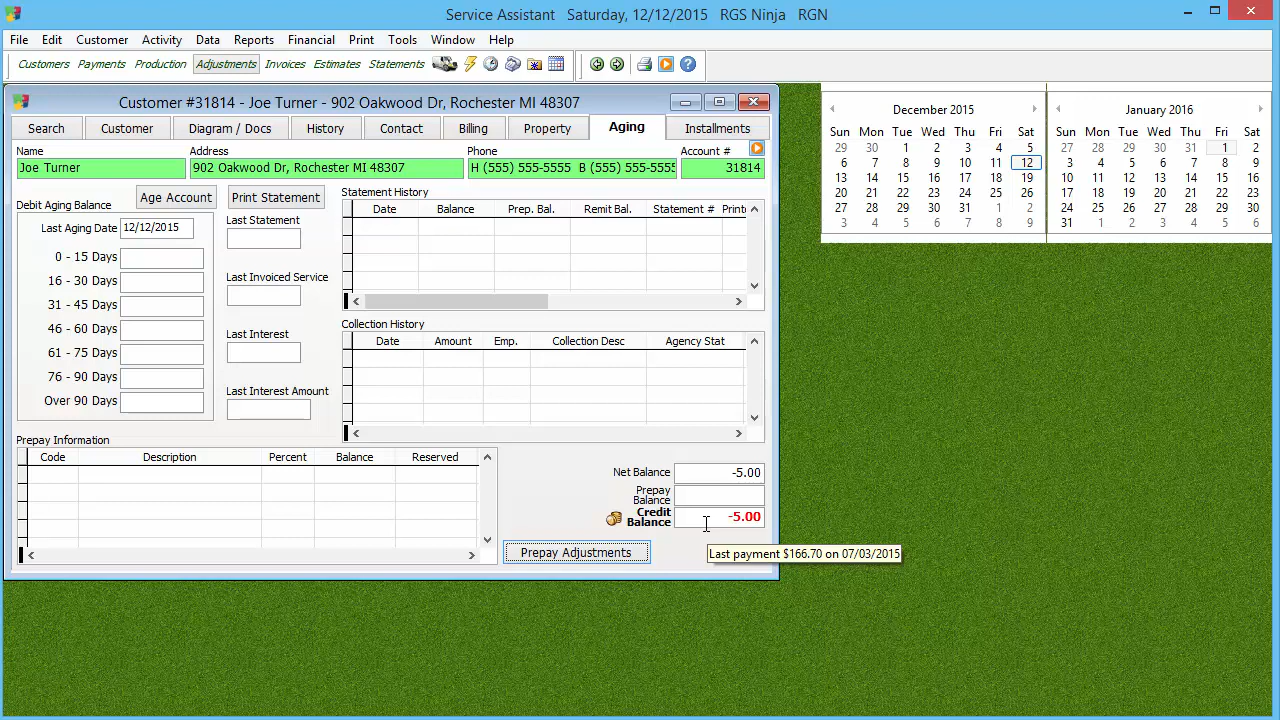 Service Assistant Saturday, 12/12/2015 RGS Ninja RGN
File Edit Customer Activity Data Reports Financial Print Tools Window Help
Customers Payments Production Adjustments Invoices Estimates Statements
Customer #31814 - Joe Turner - 902 Oakwood Dr, Rochester MI 48307
Search Customer Diagram / Docs History Contact Billing Property Aging Installments
Name Address Phone Account #
Joe Turner 902 Oakwood Dr, Rochester MI 48307 H (555) 555-5555 B (555) 555-5555 31814
Debit Aging Balance Age Account Print Statement
Last Aging Date 12/12/2015
0 - 15 Days
16 - 30 Days
31 - 45 Days
46 - 60 Days
61 - 75 Days
76 - 90 Days
Over 90 Days
Last Statement
Last Invoiced Service
Last Interest
Last Interest Amount
Statement History
Date Balance Prep. Bal. Remit Bal. Statement # Printe
Collection History
Date Amount Emp. Collection Desc Agency Stat
Prepay Information
Code Description Percent Balance Reserved
Net Balance -5.00
Prepay
Balance
Credit
Balance -5.00
Prepay Adjustments
Last payment $166.70 on 07/03/2015
December 2015
Sun Mon Tue Wed Thu Fri Sat
29 30 1 2 3 4 5
6 7 8 9 10 11 12
13 14 15 16 17 18 19
20 21 22 23 24 25 26
27 28 29 30 31 1 2
3 4 5 6 7 8 9
January 2016
Sun Mon Tue Wed Thu Fri Sat
27 28 29 30 31 1 2
3 4 5 6 7 8 9
10 11 12 13 14 15 16
17 18 19 20 21 22 23
24 25 26 27 28 29 30
31 1 2 3 4 5 6